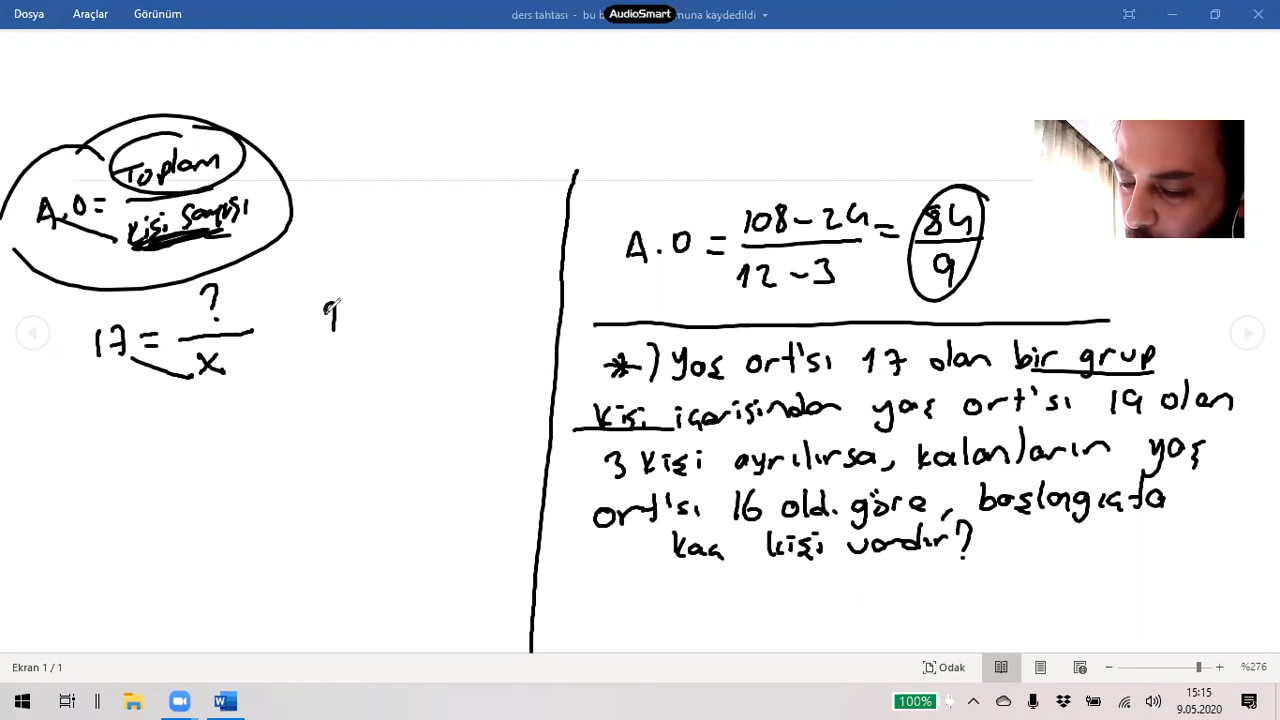 Dosya Araçlar Görünüm
ders tahtası - bu b
AudioSmart
muna kaydedildi
A.O = Toplam
Kişi sayısı
17 = ?
x
A.O = 108 - 24 = 84
12 - 3 9
*) Yaş ort'sı 17 olan bir grup
kişi içerisinden yaş ort'sı 19 olan
3 kişi ayrılırsa, kalanların yaş
ort'sı 16 old. göre, başlangıçta
kaç kişi vardır?
Ekran 1 / 1
Odak
%276
100%
15:15
9.05.2020